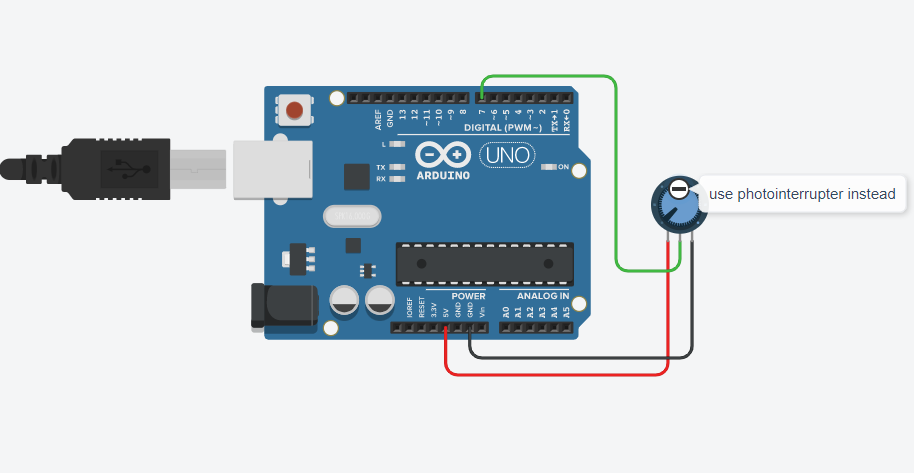 AREF
GND
13
12
~11
~10
~9
8
7
~6
~5
4
~3
2
TX→1
RX←0
DIGITAL (PWM~)
L
TX
RX
ARDUINO
UNO
ON
use photointerrupter instead
POWER
ANALOG IN
IOREF
RESET
3.3V
5V
GND
GND
Vin
A0
A1
A2
A3
A4
A5